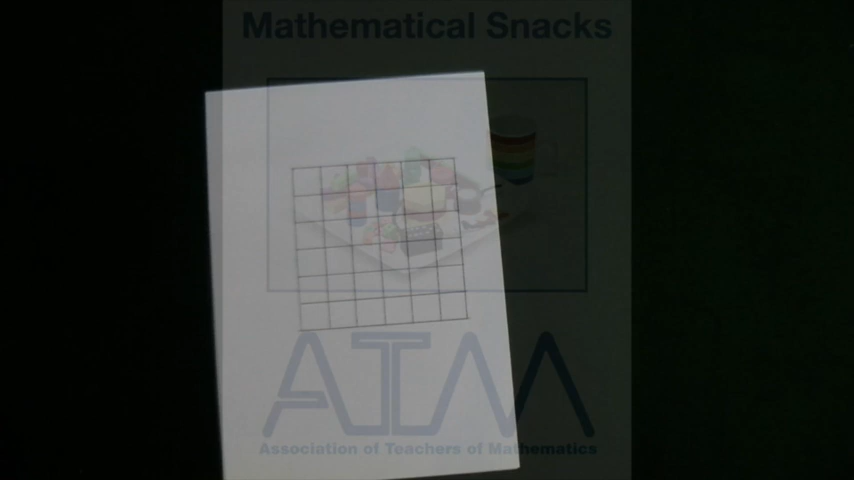 Mathematical Snacks
ATM
Association of Teachers of Mathematics